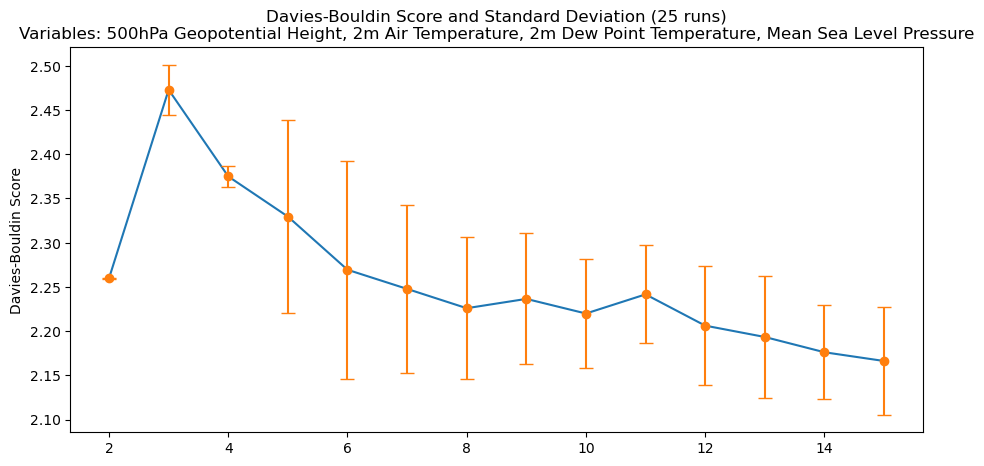 Davies-Bouldin Score and Standard Deviation (25 runs)
Variables: 500hPa Geopotential Height, 2m Air Temperature, 2m Dew Point Temperature, Mean Sea Level Pressure
Davies-Bouldin Score
2.50
2.45
2.40
2.35
2.30
2.25
2.20
2.15
2.10
2 4 6 8 10 12 14